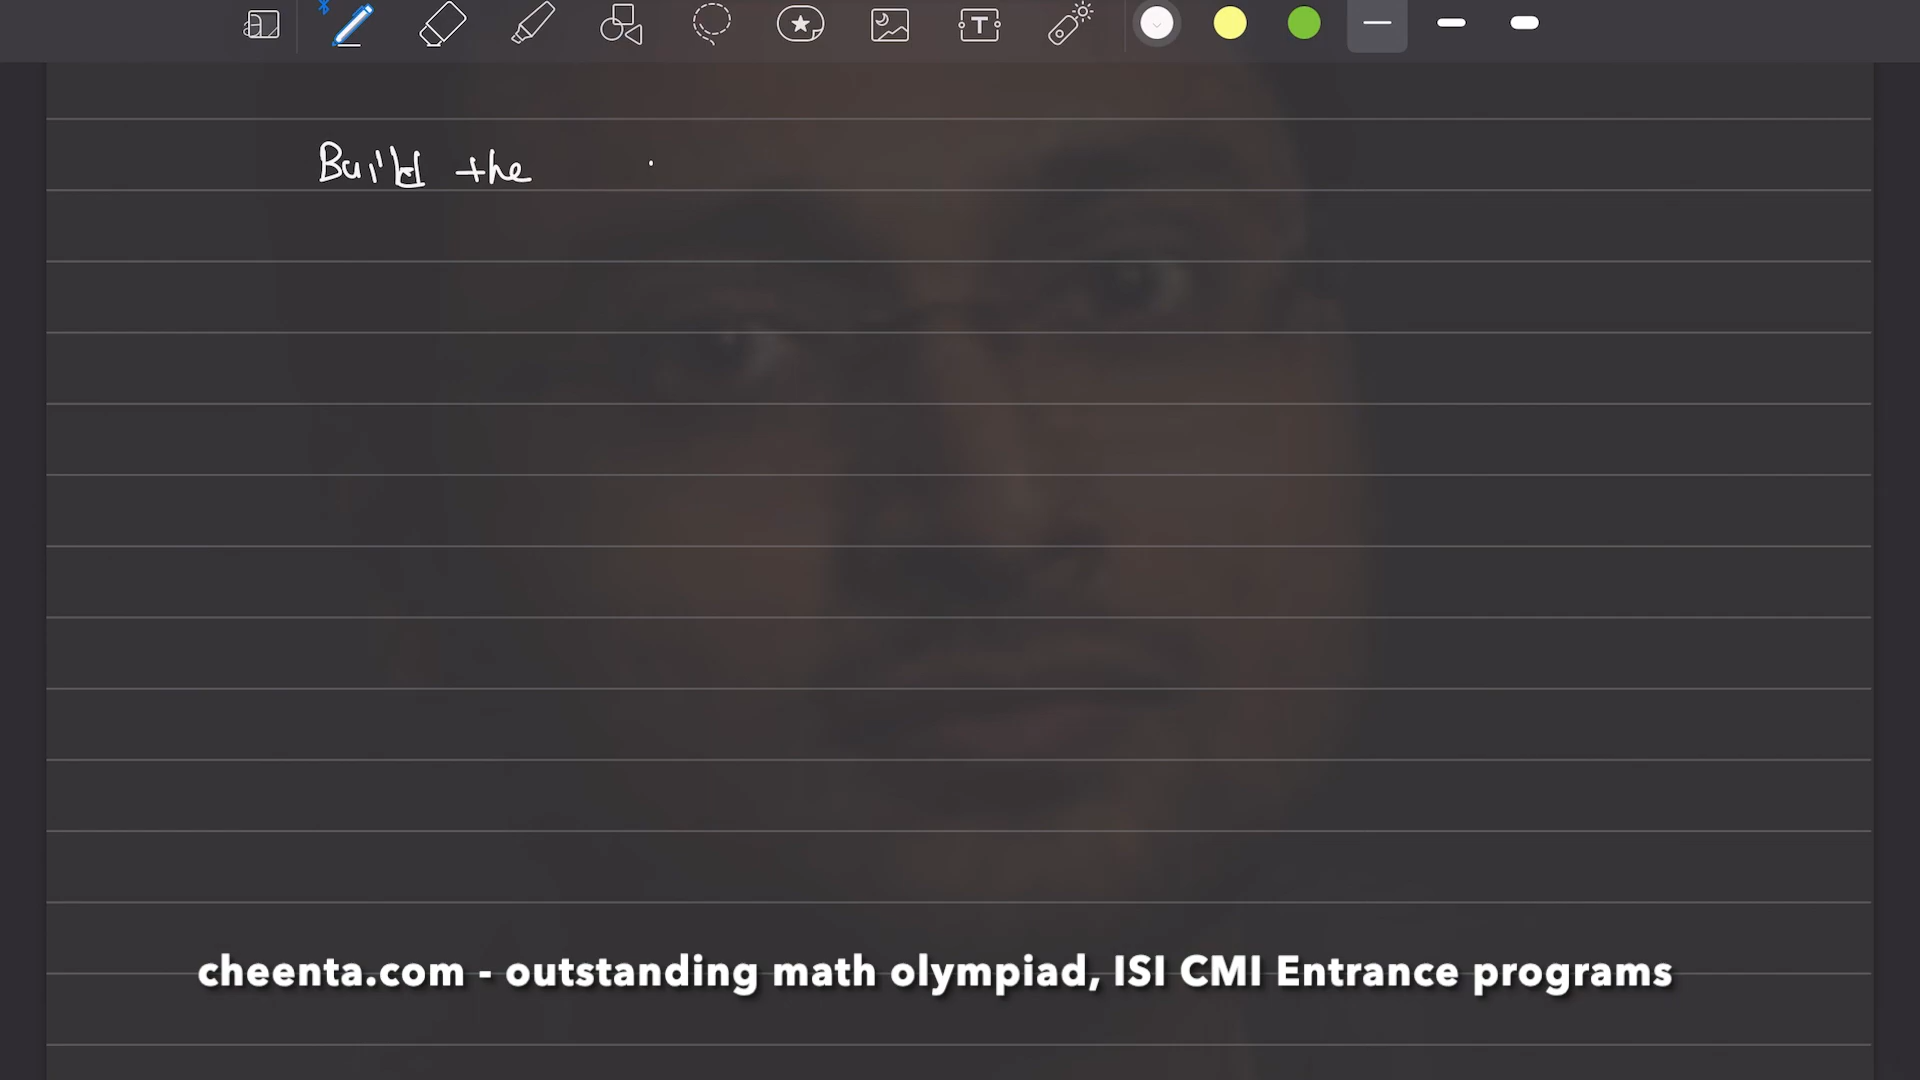 Build the
cheenta.com - outstanding math olympiad, ISI CMI Entrance programs